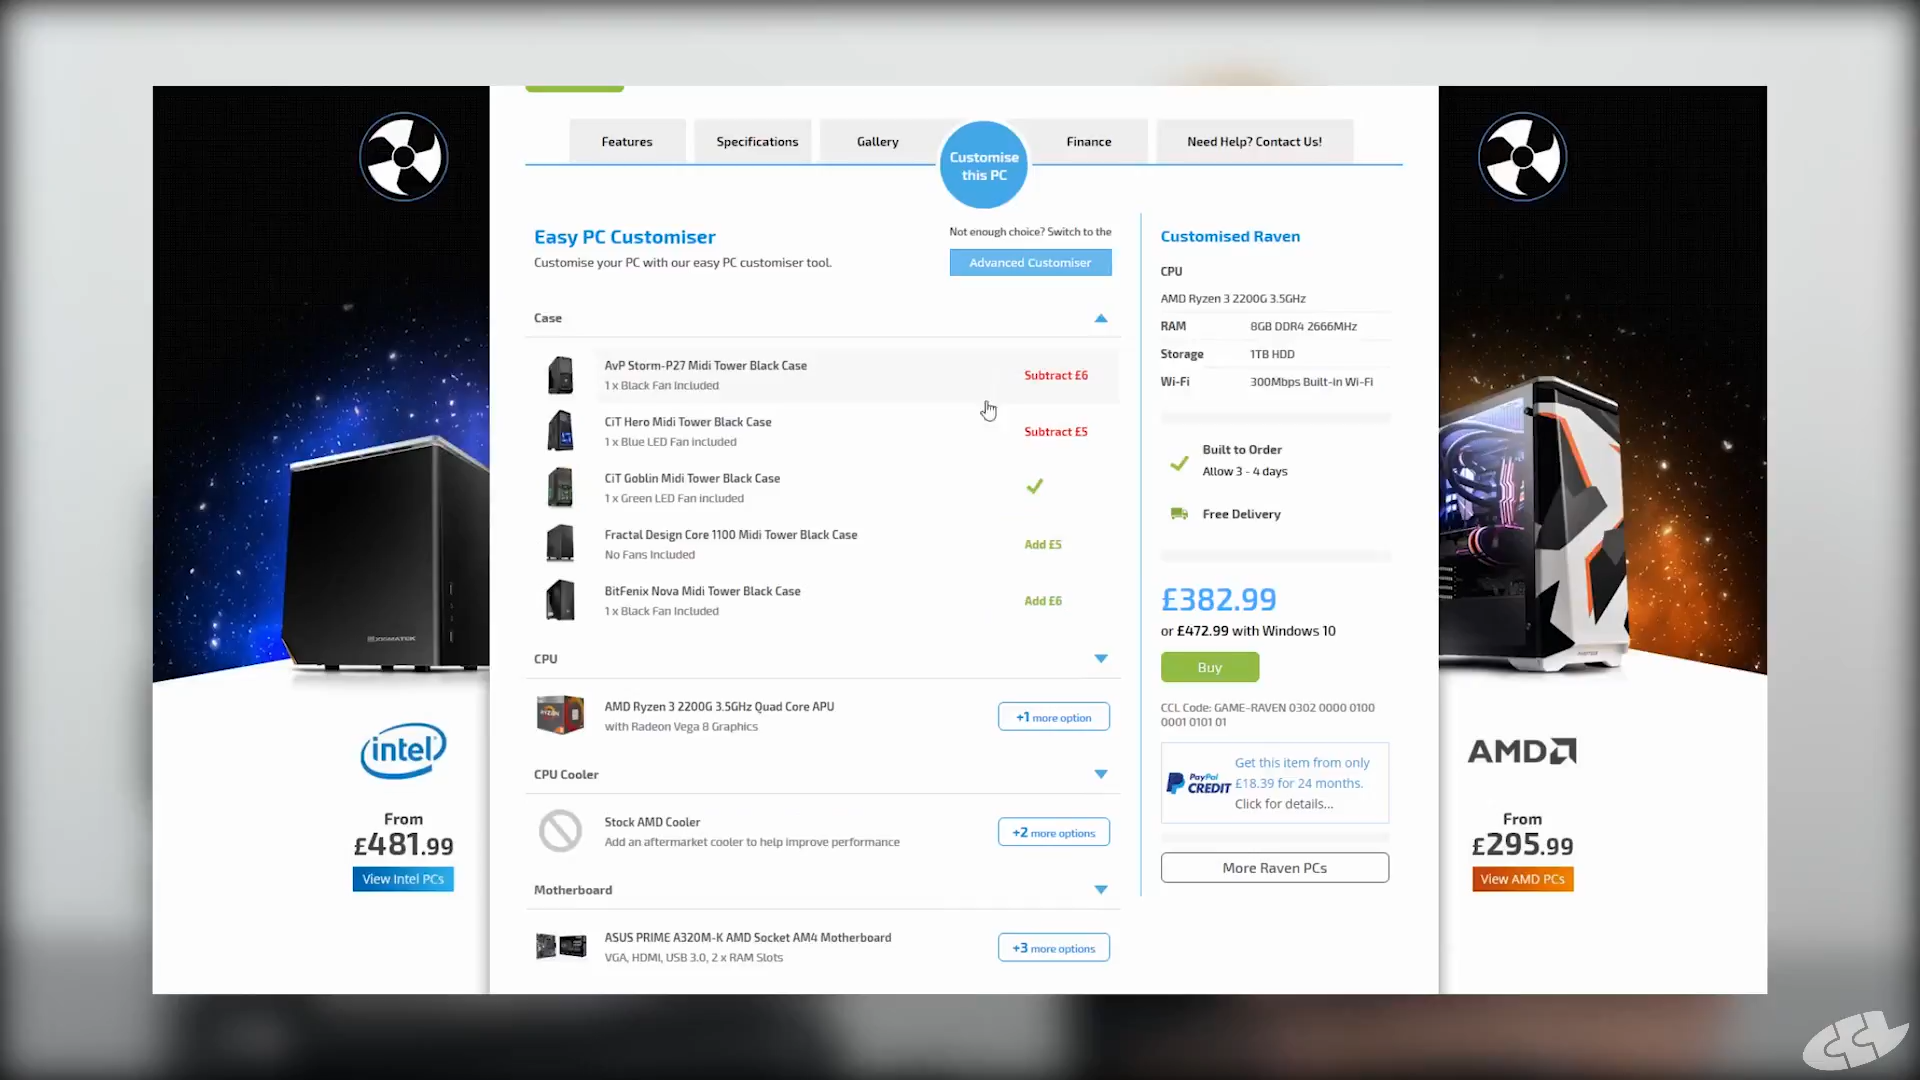 Features
Specifications
Gallery
Customise
this PC
Finance
Need Help? Contact Us!
Easy PC Customiser
Customise your PC with our easy PC customiser tool.
Not enough choice? Switch to the
Advanced Customiser
Case
AvP Storm-P27 Midi Tower Black Case
1 x Black Fan Included
Subtract £6
CiT Hero Midi Tower Black Case
1 x Blue LED Fan included
Subtract £5
CiT Goblin Midi Tower Black Case
1 x Green LED Fan included
Fractal Design Core 1100 Midi Tower Black Case
No Fans Included
Add £5
BitFenix Nova Midi Tower Black Case
1 x Black Fan Included
Add £6
CPU
AMD Ryzen 3 2200G 3.5GHz Quad Core APU
with Radeon Vega 8 Graphics
+1 more option
CPU Cooler
Stock AMD Cooler
Add an aftermarket cooler to help improve performance
+2 more options
Motherboard
ASUS PRIME A320M-K AMD Socket AM4 Motherboard
VGA, HDMI, USB 3.0, 2 x RAM Slots
+3 more options
Customised Raven
CPU
AMD Ryzen 3 2200G 3.5GHz
RAM 8GB DDR4 2666MHz
Storage 1TB HDD
Wi-Fi 300Mbps Built-in Wi-Fi
Built to Order
Allow 3 - 4 days
Free Delivery
£382.99
or £472.99 with Windows 10
Buy
CCL Code: GAME-RAVEN 0302 0000 0100
0001 0101 01
PayPal
CREDIT
Get this item from only
£18.39 for 24 months.
Click for details...
More Raven PCs
intel
From
£481.99
View Intel PCs
AMD
From
£295.99
View AMD PCs
RYZEN